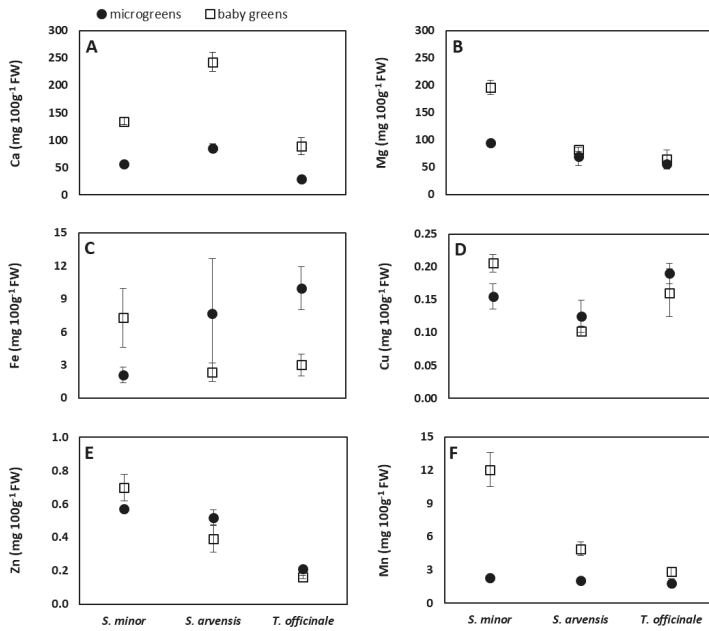 ● microgreens □ baby greens
A
Ca (mg 100g⁻¹ FW)
300
250
200
150
100
50
0
B
Mg (mg 100g⁻¹ FW)
300
250
200
150
100
50
0
C
Fe (mg 100g⁻¹ FW)
15
12
9
6
3
0
D
Cu (mg 100g⁻¹ FW)
0.25
0.20
0.15
0.10
0.05
0.00
E
Zn (mg 100g⁻¹ FW)
1.0
0.8
0.6
0.4
0.2
0.0
S. minor S. arvensis T. officinale
F
Mn (mg 100g⁻¹ FW)
15
12
9
6
3
0
S. minor S. arvensis T. officinale